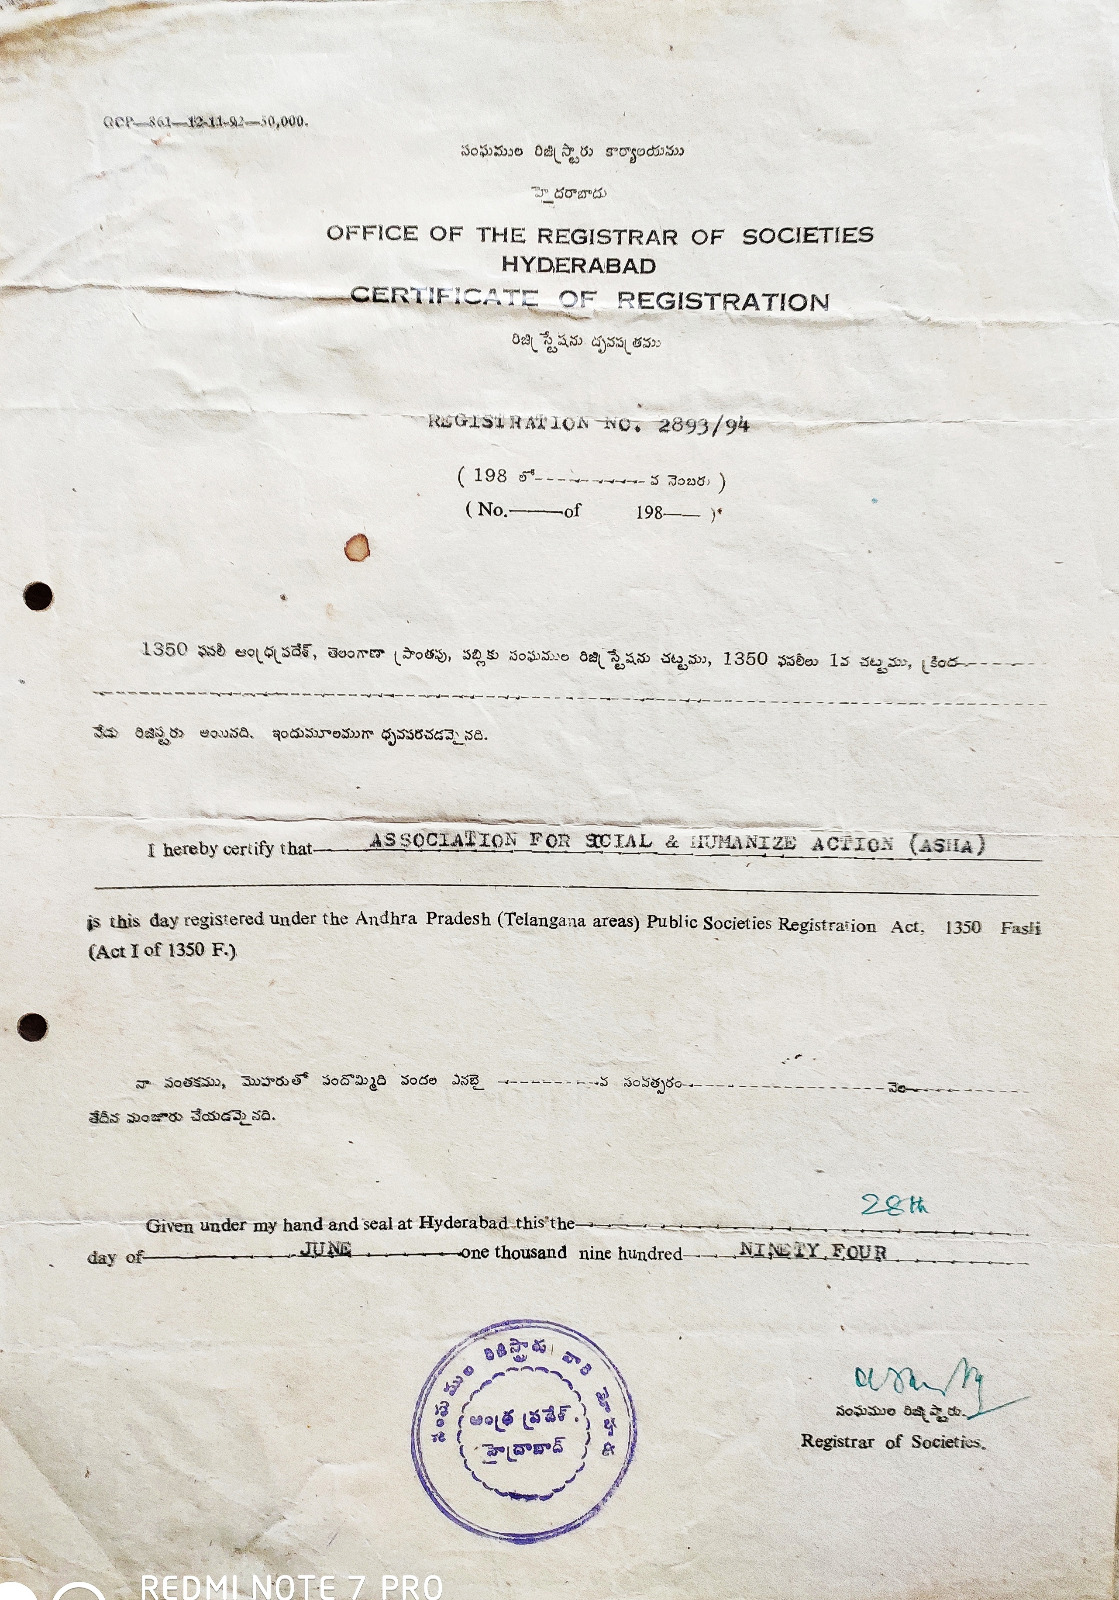 GCP—861—12-11-92—50,000.
సంఘముల రిజిస్ట్రారు కార్యాలయము
హైదరాబాదు
OFFICE OF THE REGISTRAR OF SOCIETIES
HYDERABAD
CERTIFICATE OF REGISTRATION
రిజిస్ట్రేషను ధృవపత్రము
REGISTRATION NO. 2893/94
( 198 లో---------- వ నెంబరు )
( No.———of 198—— )*
1350 ఫసలీ ఆంధ్రప్రదేశ్, తెలంగాణా ప్రాంతపు, పబ్లికు సంఘముల రిజిస్ట్రేషను చట్టము, 1350 ఫసలీలు 1వ చట్టము, క్రింద
నేడు రిజిస్టరు అయినది. ఇందుమూలముగా ధృవపరచడమైనది.
I hereby certify that ASSOCIATION FOR SOCIAL & HUMANIZE ACTION (ASHA)
is this day registered under the Andhra Pradesh (Telangana areas) Public Societies Registration Act, 1350 Fasli
(Act I of 1350 F.)
నా సంతకము, మొహరుతో పందొమ్మిది వందల ఎనబై ----------వ సంవత్సరం----------నెల----------
తేదీన మంజూరు చేయడమైనది.
Given under my hand and seal at Hyderabad this the 28th
day of JUNE one thousand nine hundred NINETY FOUR
సంఘముల రిజిస్ట్రారు వారి
ఆంధ్ర ప్రదేశ్.
హైద్రాబాద్
సంఘముల రిజిస్ట్రారు.
Registrar of Societies.
REDMI NOTE 7 PRO